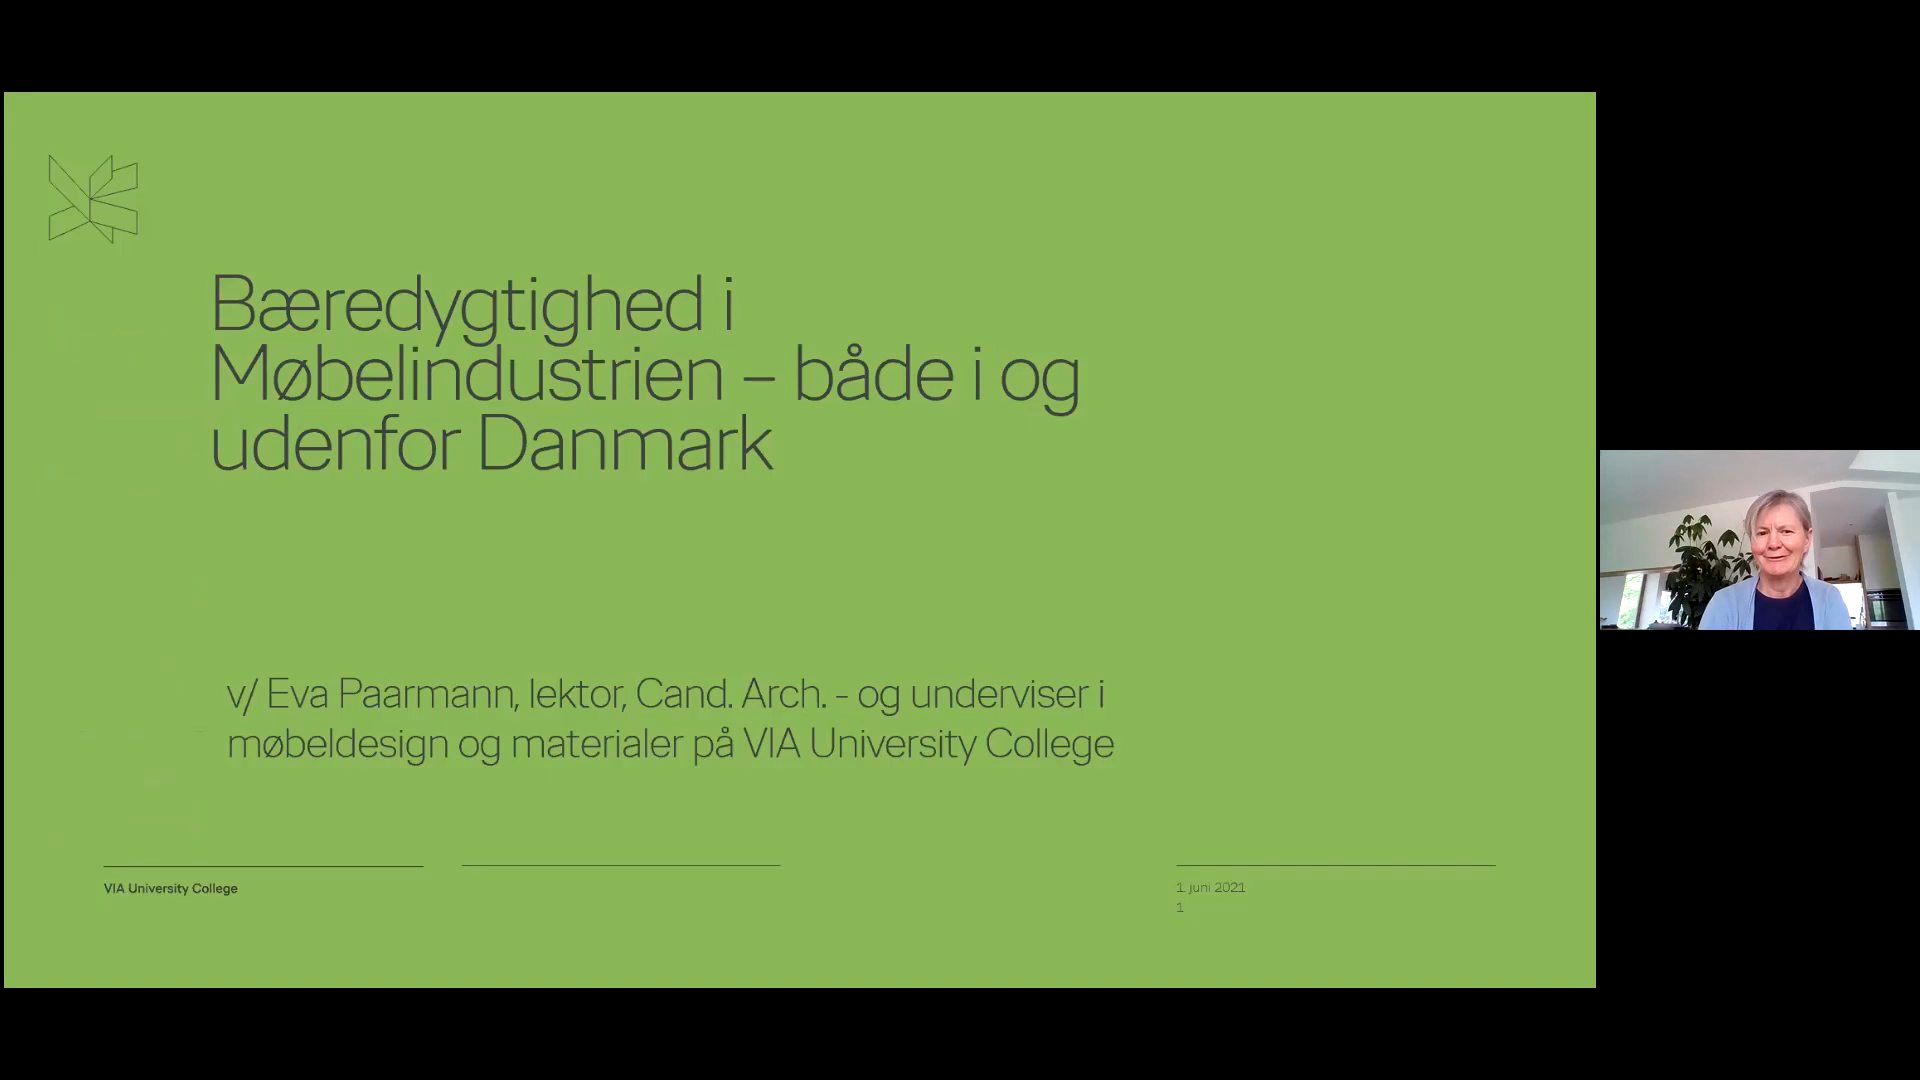 Bæredygtighed i
Møbelindustrien – både i og
udenfor Danmark
v/ Eva Paarmann, lektor, Cand. Arch. - og underviser i
møbeldesign og materialer på VIA University College
VIA University College
1. juni 2021
1